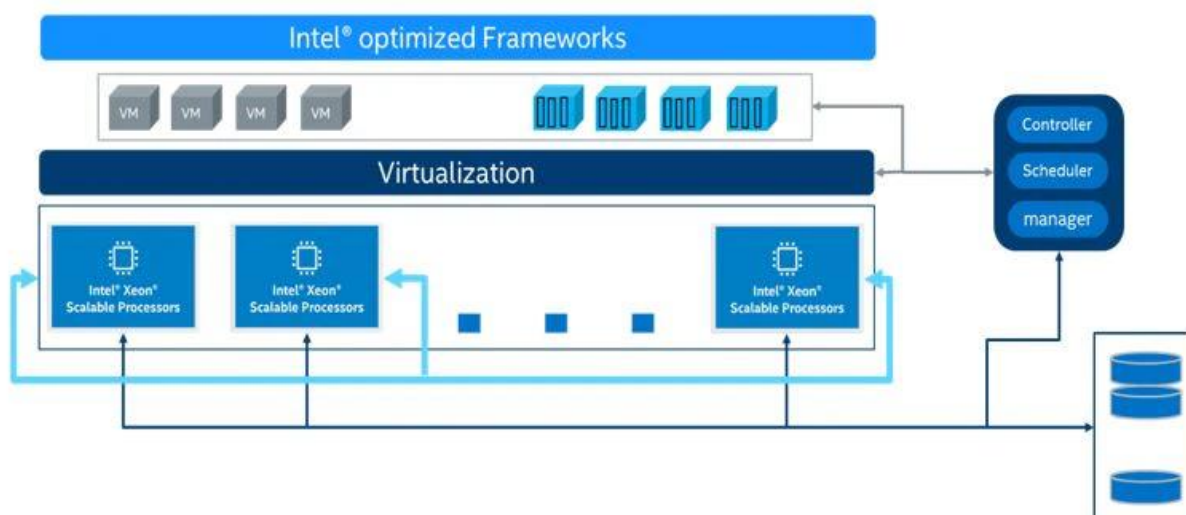 Intel® optimized Frameworks
VM VM VM VM
Controller
Virtualization
Scheduler
manager
Intel® Xeon®
Scalable Processors
Intel® Xeon®
Scalable Processors
Intel® Xeon®
Scalable Processors